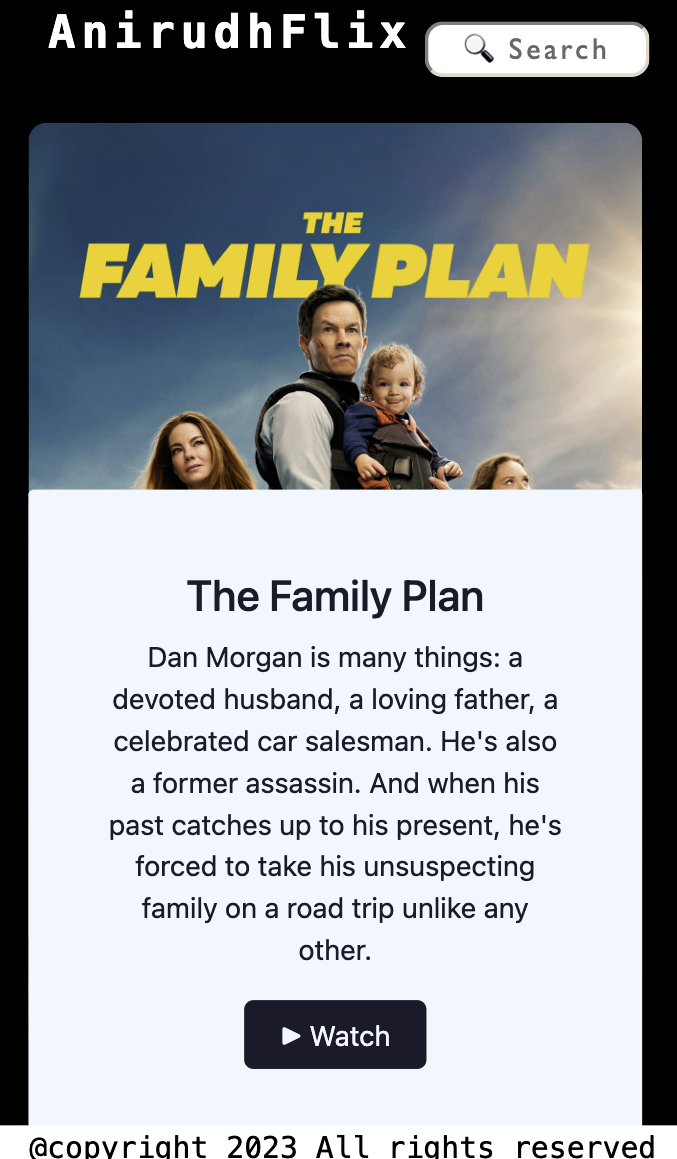 AnirudhFlix
🔍 Search
THE
FAMILY PLAN
The Family Plan
Dan Morgan is many things: a
devoted husband, a loving father, a
celebrated car salesman. He's also
a former assassin. And when his
past catches up to his present, he's
forced to take his unsuspecting
family on a road trip unlike any
other.
▶ Watch
@copyright 2023 All rights reserved